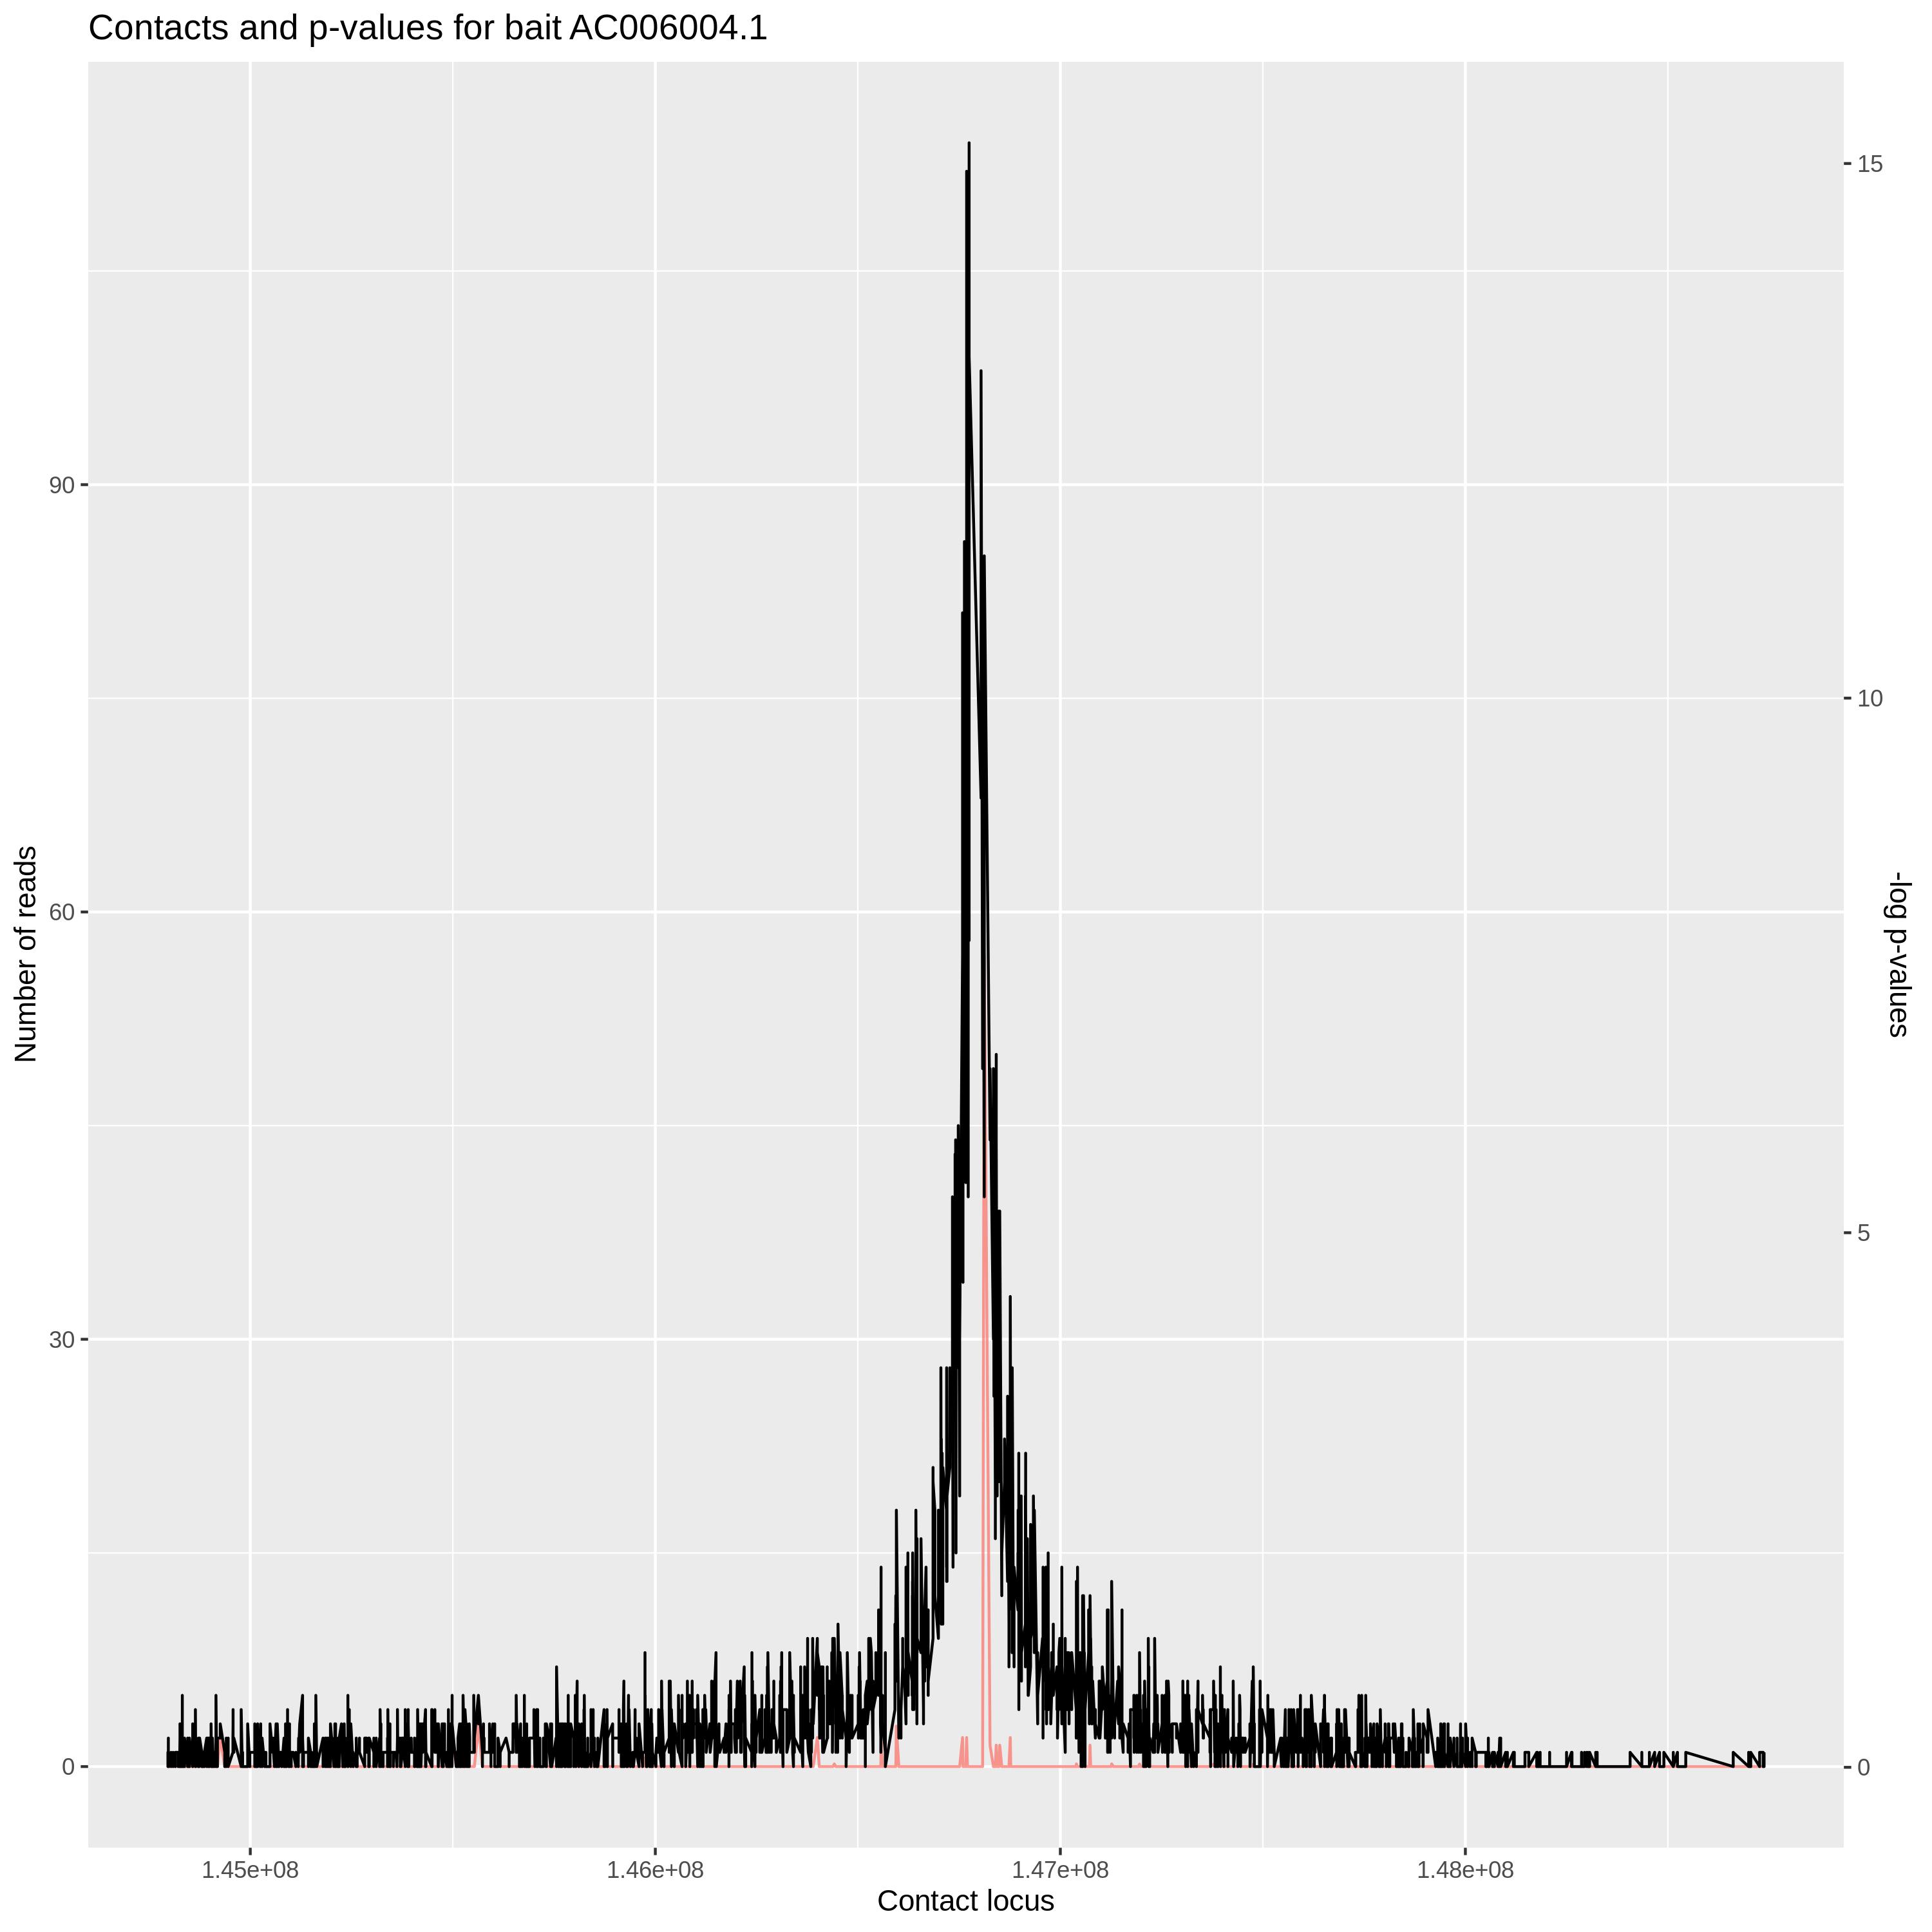 Contacts and p-values for bait AC006004.1
15
90
10
Number of reads
60
-log p-values
5
30
0
0
1.45e+08
1.46e+08
1.47e+08
1.48e+08
Contact locus